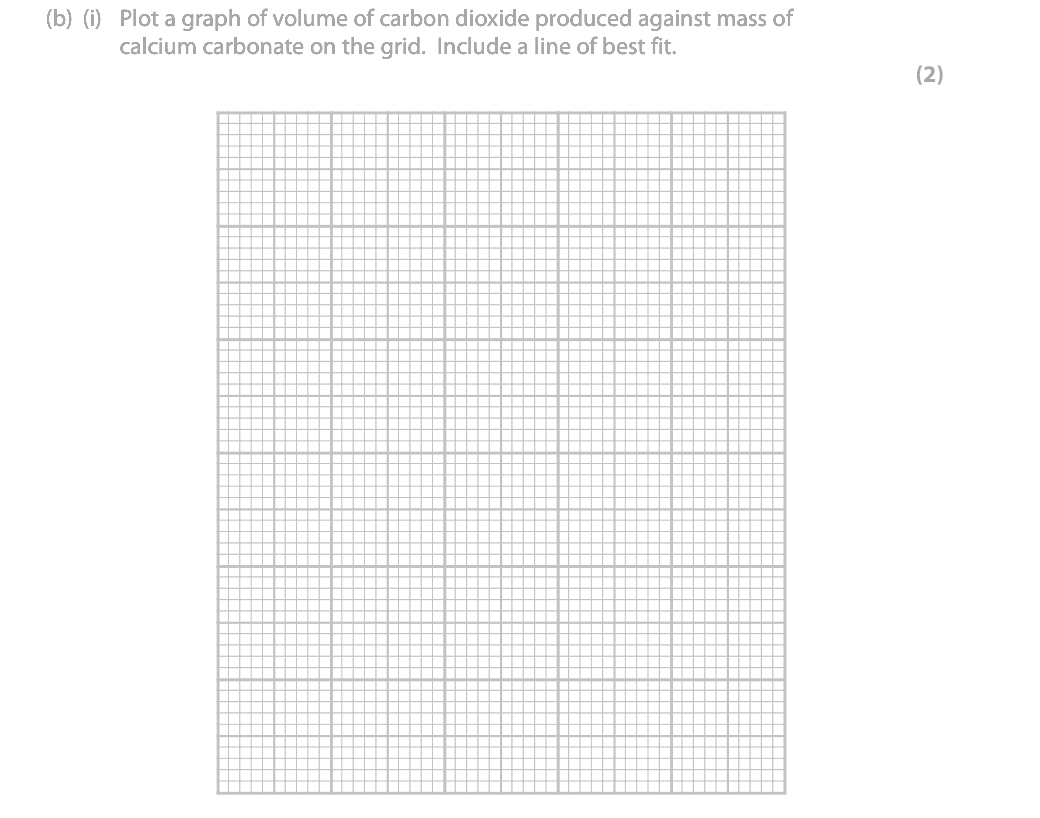 (b) (i) Plot a graph of volume of carbon dioxide produced against mass of
calcium carbonate on the grid. Include a line of best fit.
(2)